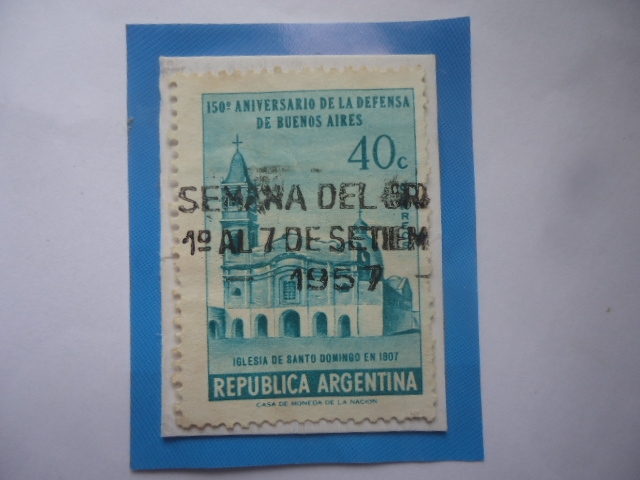 150º ANIVERSARIO DE LA DEFENSA
DE BUENOS AIRES
40c
SEMANA DEL
1º AL 7 DE SETIEM
1957
IGLESIA DE SANTO DOMINGO EN 1807
REPUBLICA ARGENTINA
CASA DE MONEDA DE LA NACION